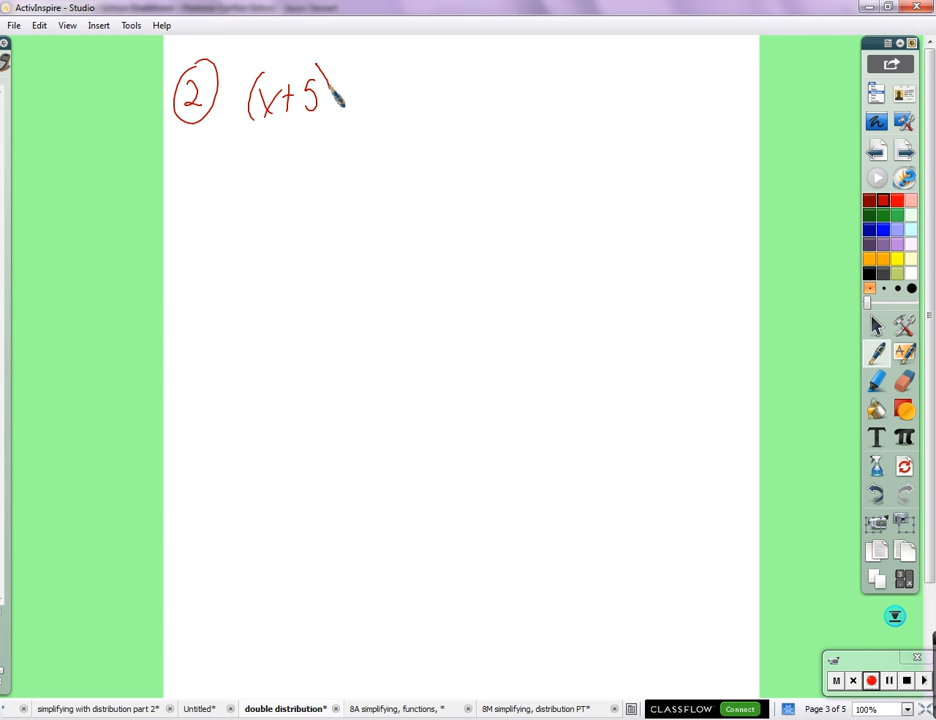 ActivInspire - Studio
File Edit View Insert Tools Help
② (x+5)
simplifying with distribution part 2* Untitled* double distribution* 8A simplifying, functions, * 8M simplifying, distribution PT* CLASSFLOW Connect Page 3 of 5 100%